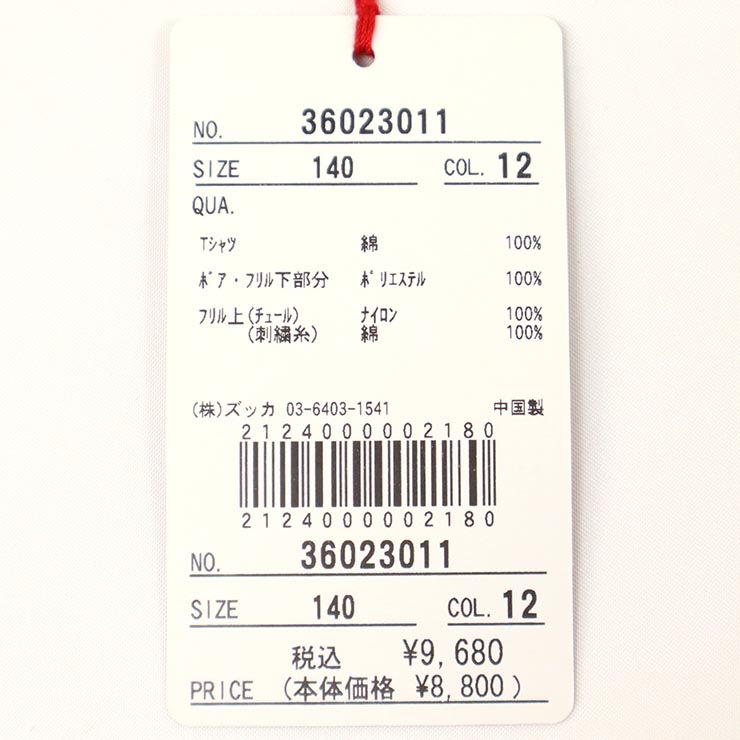 NO. 36023011
SIZE 140 COL. 12
QUA.
Tシャツ 綿 100%
ボア・フリル下部分 ポリエステル 100%
フリル上(チュール) ナイロン 100%
(刺繍糸) 綿 100%
(株)ズッカ 03-6403-1541 中国製
2124000002180
2124000002180
NO. 36023011
SIZE 140 COL. 12
税込 ¥9,680
PRICE (本体価格 ¥8,800)